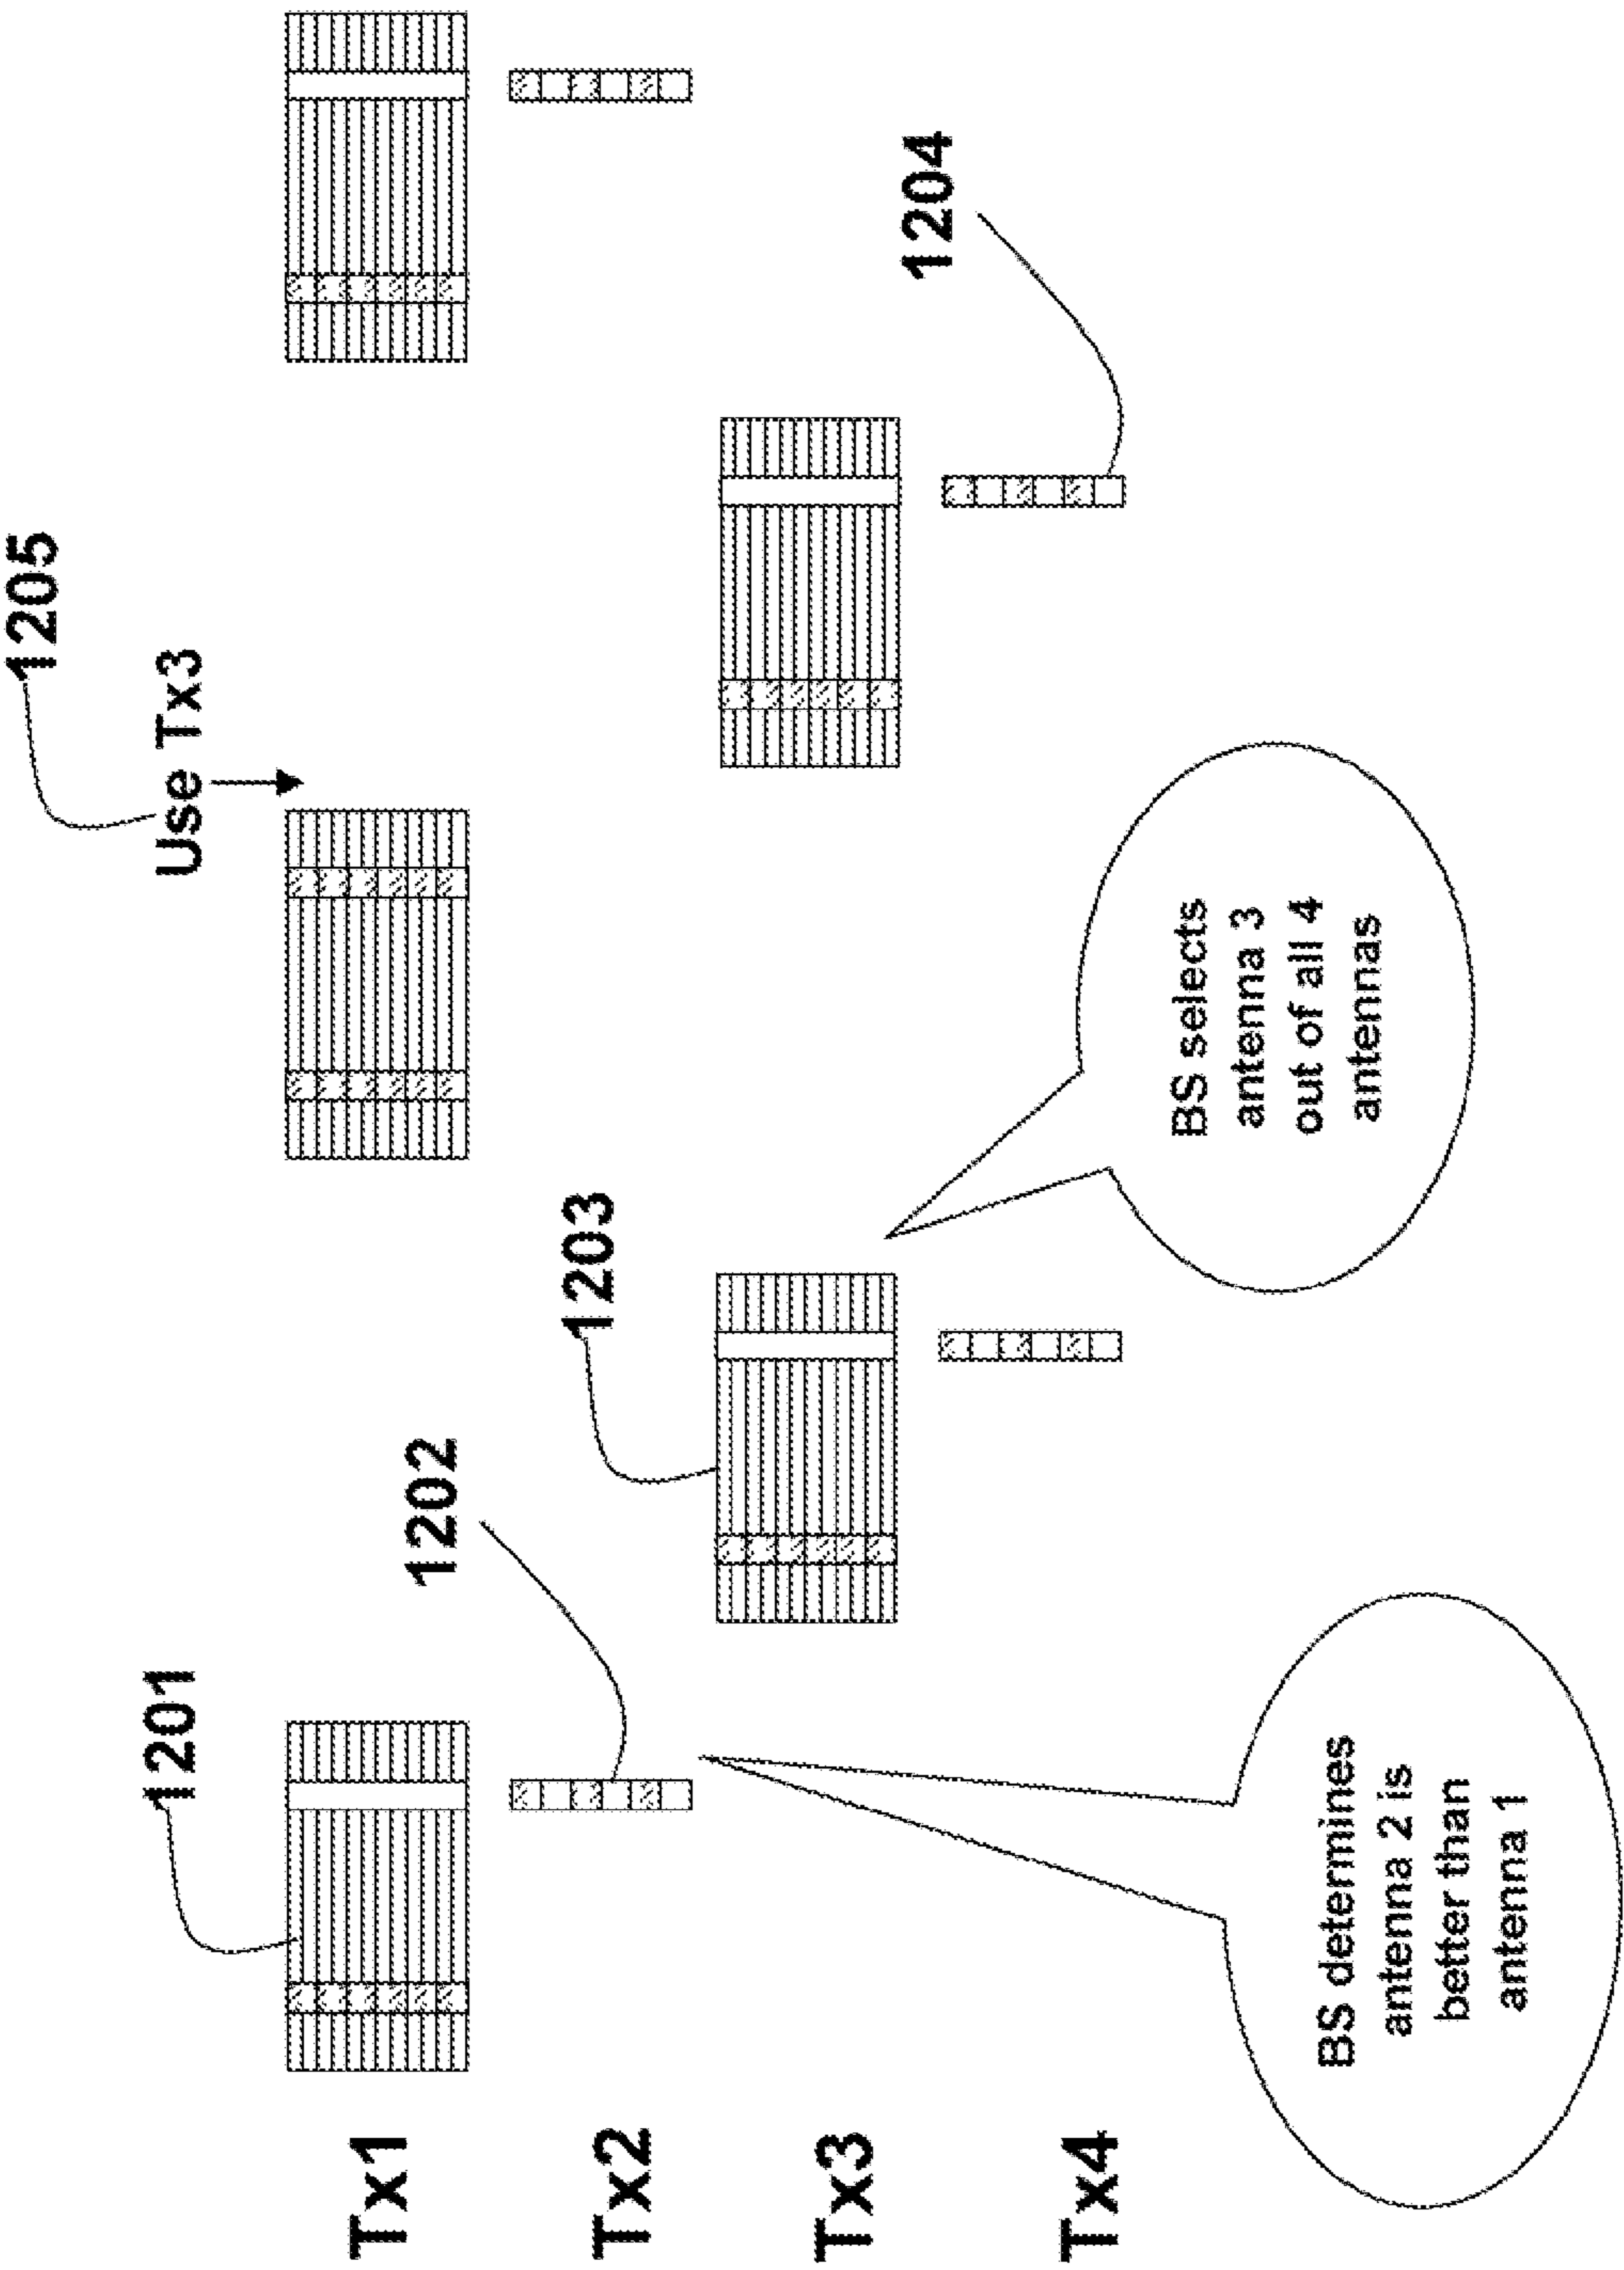 1205
Use Tx3
1201
1202
1203
1204
Tx1
Tx2
Tx3
Tx4
BS determines
antenna 2 is
better than
antenna 1
BS selects
antenna 3
out of all 4
antennas